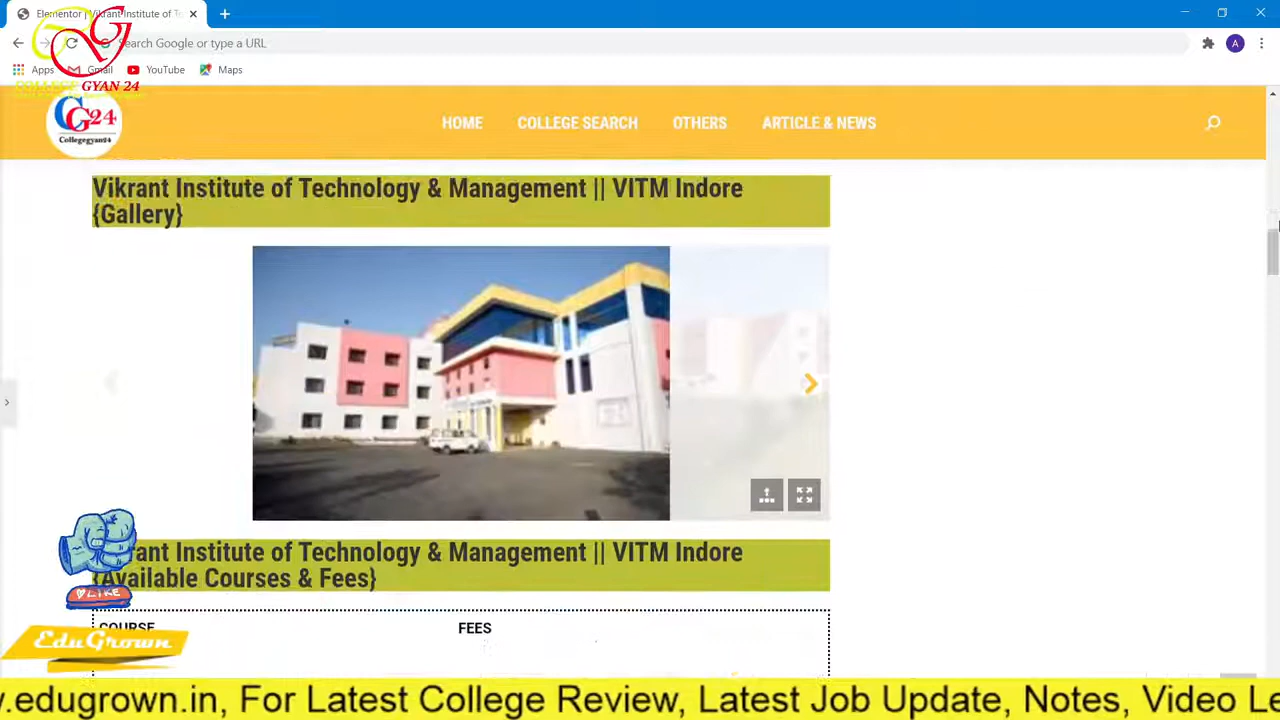 Elementor | Vikrant Institute of Te
Search Google or type a URL
A
Apps
Gmail
YouTube
Maps
COLLEGE GYAN 24
CG24
Collegegyan24
HOME
COLLEGE SEARCH
OTHERS
ARTICLE & NEWS
Vikrant Institute of Technology & Management || VITM Indore
{Gallery}
rant Institute of Technology & Management || VITM Indore
{Available Courses & Fees}
LIKE
COURSE
FEES
EduGrown
w.edugrown.in, For Latest College Review, Latest Job Update, Notes, Video Le